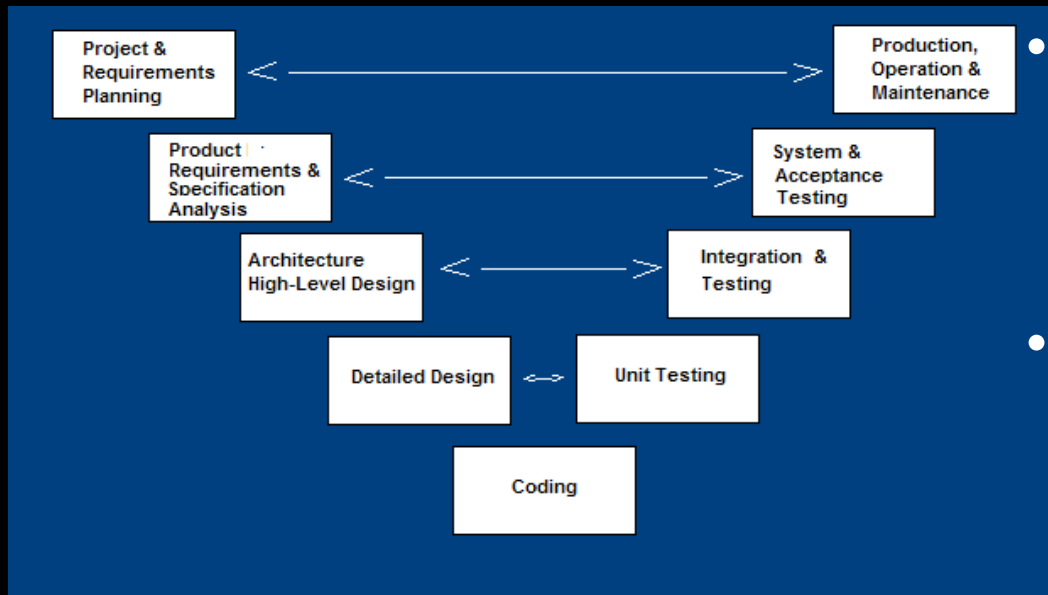 Project &
Requirements
Planning
Production,
Operation &
Maintenance
Product
Requirements &
Specification
Analysis
System &
Acceptance
Testing
Architecture
High-Level Design
Integration &
Testing
Detailed Design
Unit Testing
Coding